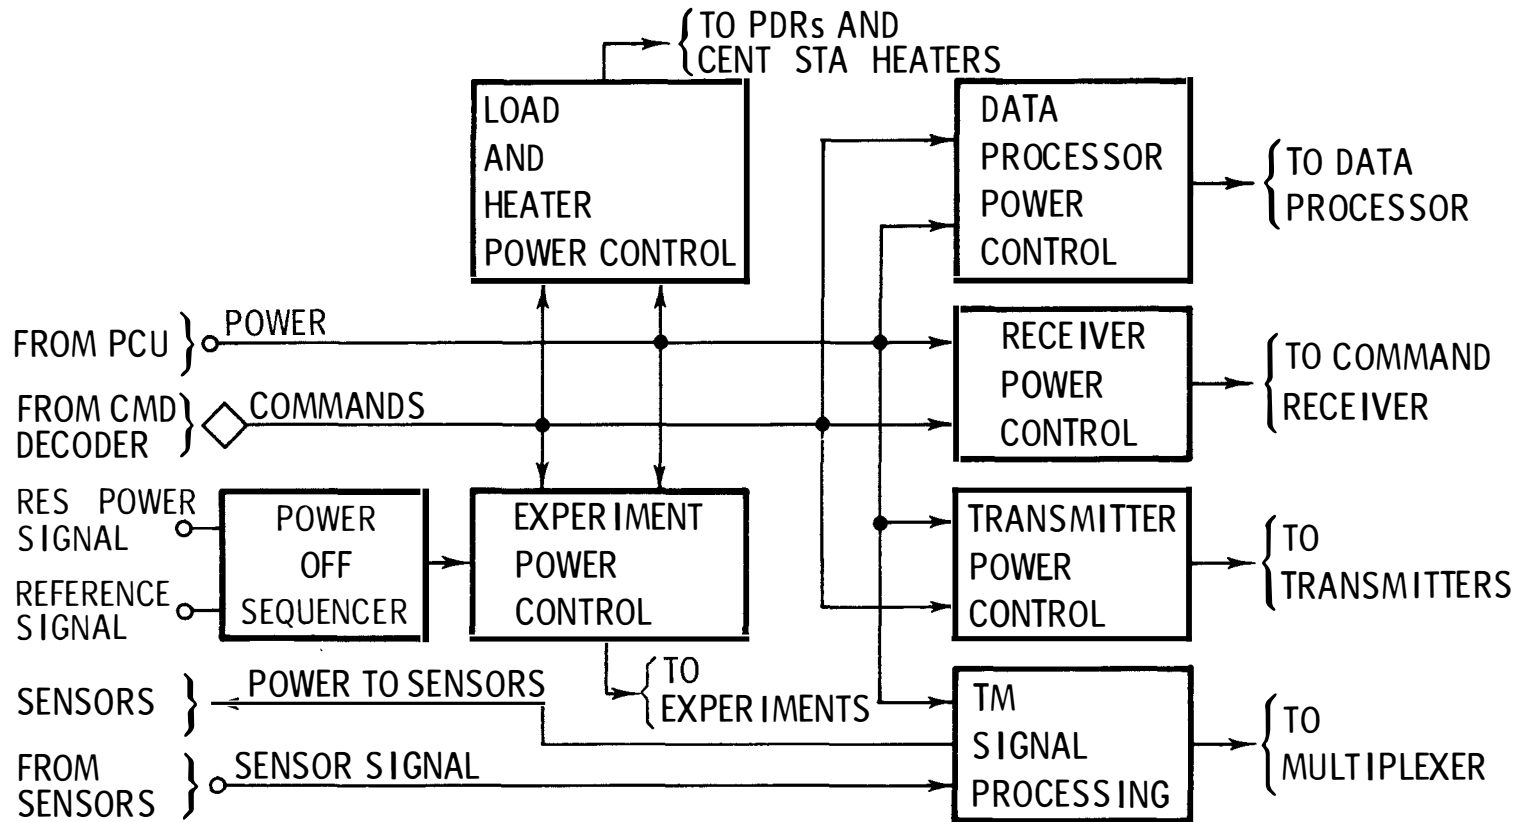 TO PDRs AND
CENT STA HEATERS
LOAD
AND
HEATER
POWER CONTROL
DATA
PROCESSOR
POWER
CONTROL
TO DATA
PROCESSOR
FROM PCU
POWER
RECEIVER
POWER
CONTROL
TO COMMAND
RECEIVER
FROM CMD
DECODER
COMMANDS
RES POWER
SIGNAL
REFERENCE
SIGNAL
POWER
OFF
SEQUENCER
EXPERIMENT
POWER
CONTROL
TRANSMITTER
POWER
CONTROL
TO
TRANSMITTERS
TO
EXPERIMENTS
SENSORS
POWER TO SENSORS
FROM
SENSORS
SENSOR SIGNAL
TM
SIGNAL
PROCESSING
TO
MULTIPLEXER